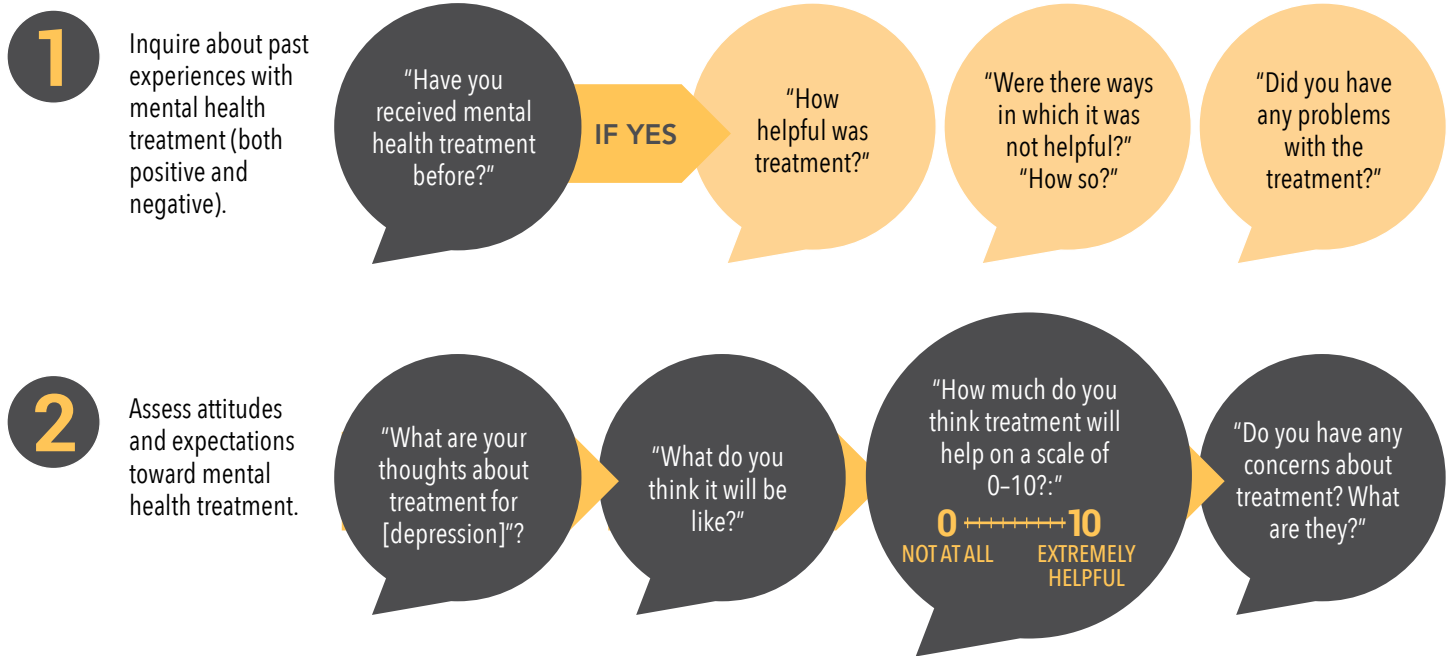 1
Inquire about past
experiences with
mental health
treatment (both
positive and
negative).
“Have you
received mental
health treatment
before?”
IF YES
“How
helpful was
treatment?”
“Were there ways
in which it was
not helpful?”
“How so?”
“Did you have
any problems
with the
treatment?”
2
Assess attitudes
and expectations
toward mental
health treatment.
“What are your
thoughts about
treatment for
[depression]”?
“What do you
think it will be
like?”
“How much do you
think treatment will
help on a scale of
0–10?:”
0 10
NOT AT ALL EXTREMELY
HELPFUL
“Do you have any
concerns about
treatment? What
are they?”